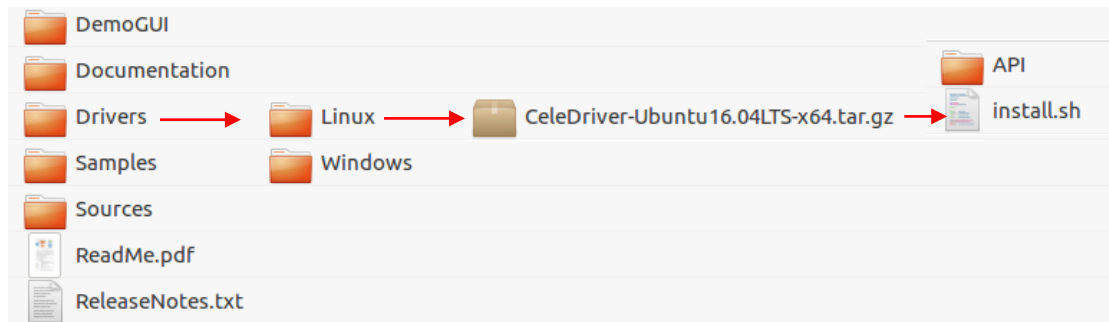 DemoGUI
Documentation
API
Drivers
Linux
CeleDriver-Ubuntu16.04LTS-x64.tar.gz
install.sh
Samples
Windows
Sources
ReadMe.pdf
ReleaseNotes.txt